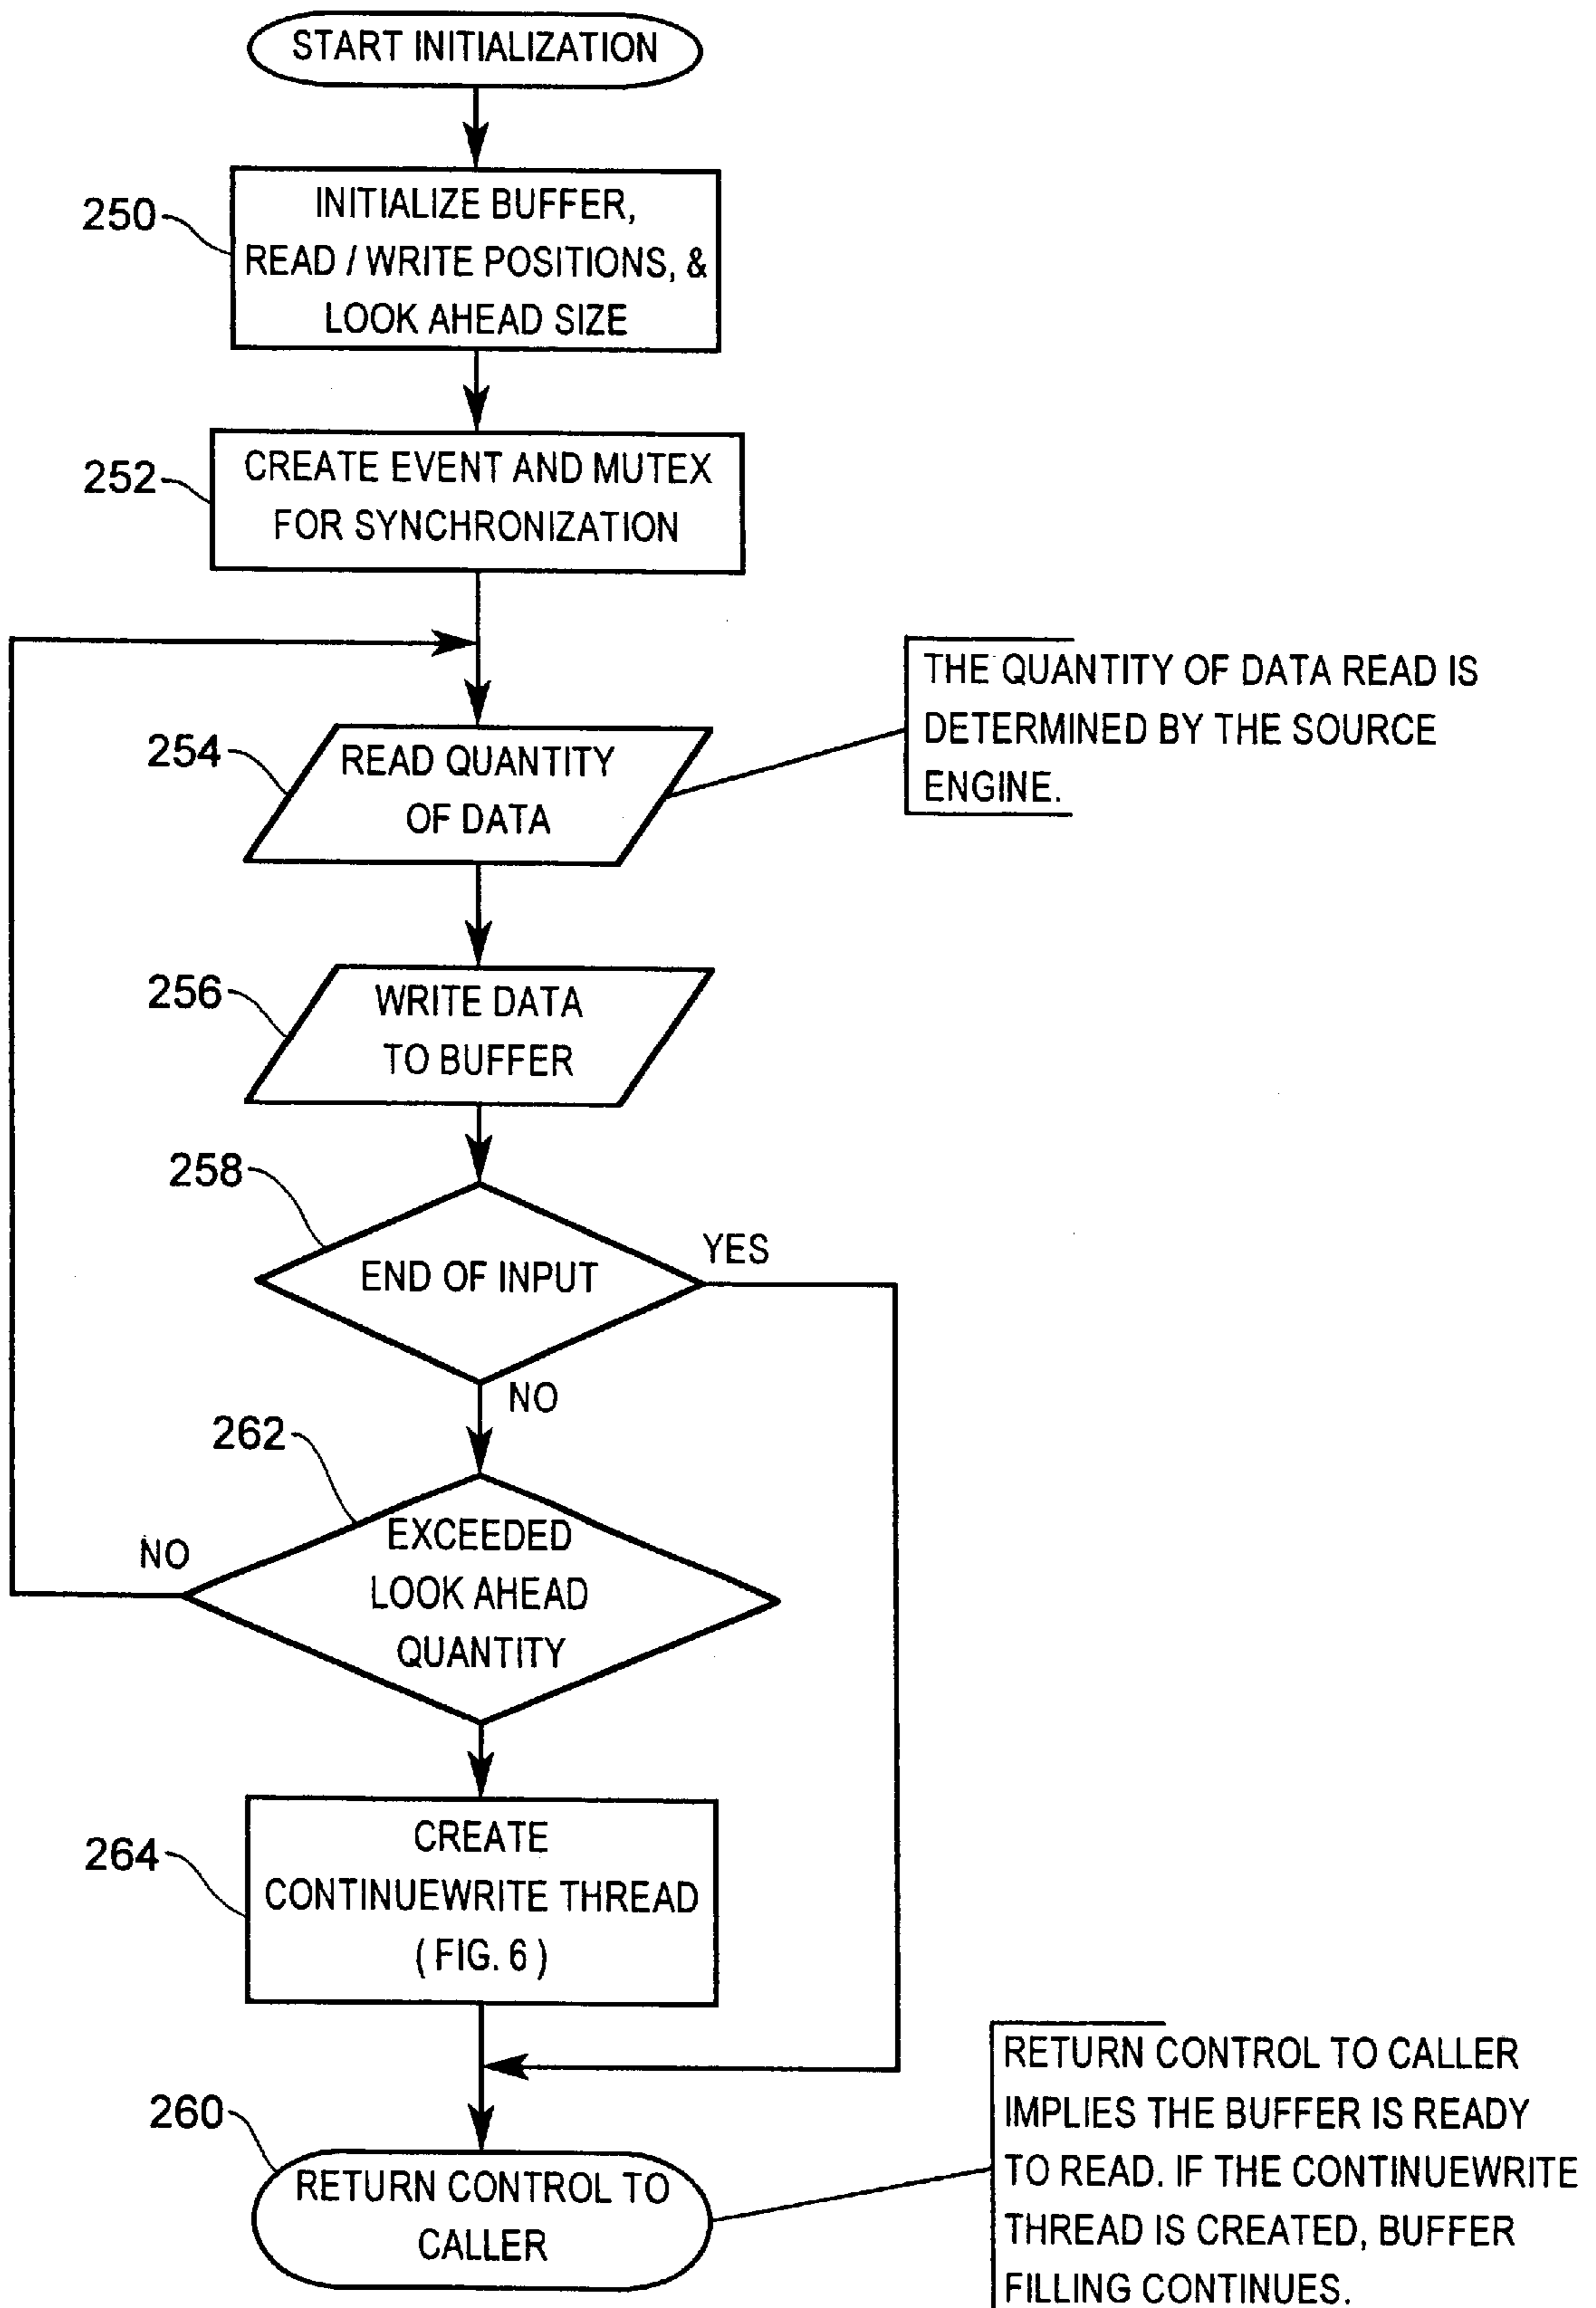 START INITIALIZATION
250
INITIALIZE BUFFER,
READ / WRITE POSITIONS, &
LOOK AHEAD SIZE
252
CREATE EVENT AND MUTEX
FOR SYNCHRONIZATION
254
READ QUANTITY
OF DATA
THE QUANTITY OF DATA READ IS
DETERMINED BY THE SOURCE
ENGINE.
256
WRITE DATA
TO BUFFER
258
END OF INPUT
YES
NO
262
EXCEEDED
LOOK AHEAD
QUANTITY
NO
264
CREATE
CONTINUEWRITE THREAD
( FIG. 6 )
260
RETURN CONTROL TO
CALLER
RETURN CONTROL TO CALLER
IMPLIES THE BUFFER IS READY
TO READ. IF THE CONTINUEWRITE
THREAD IS CREATED, BUFFER
FILLING CONTINUES.